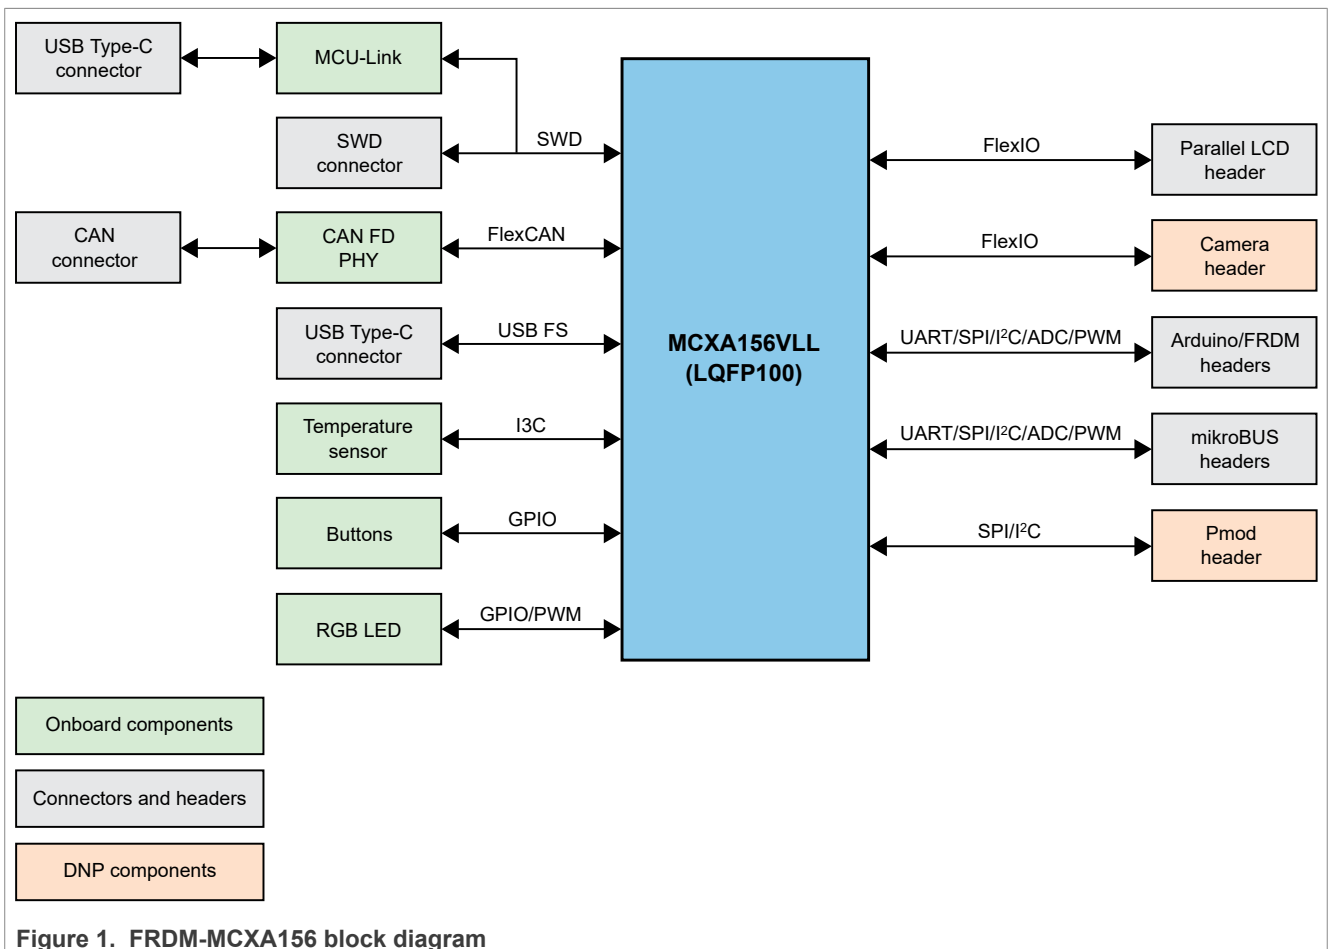 USB Type-C
connector
MCU-Link
SWD
connector
SWD
CAN
connector
CAN FD
PHY
FlexCAN
USB Type-C
connector
USB FS
Temperature
sensor
I3C
Buttons
GPIO
RGB LED
GPIO/PWM
MCXA156VLL
(LQFP100)
FlexIO
Parallel LCD
header
FlexIO
Camera
header
UART/SPI/I²C/ADC/PWM
Arduino/FRDM
headers
UART/SPI/I²C/ADC/PWM
mikroBUS
headers
SPI/I²C
Pmod
header
Onboard components
Connectors and headers
DNP components
Figure 1. FRDM-MCXA156 block diagram